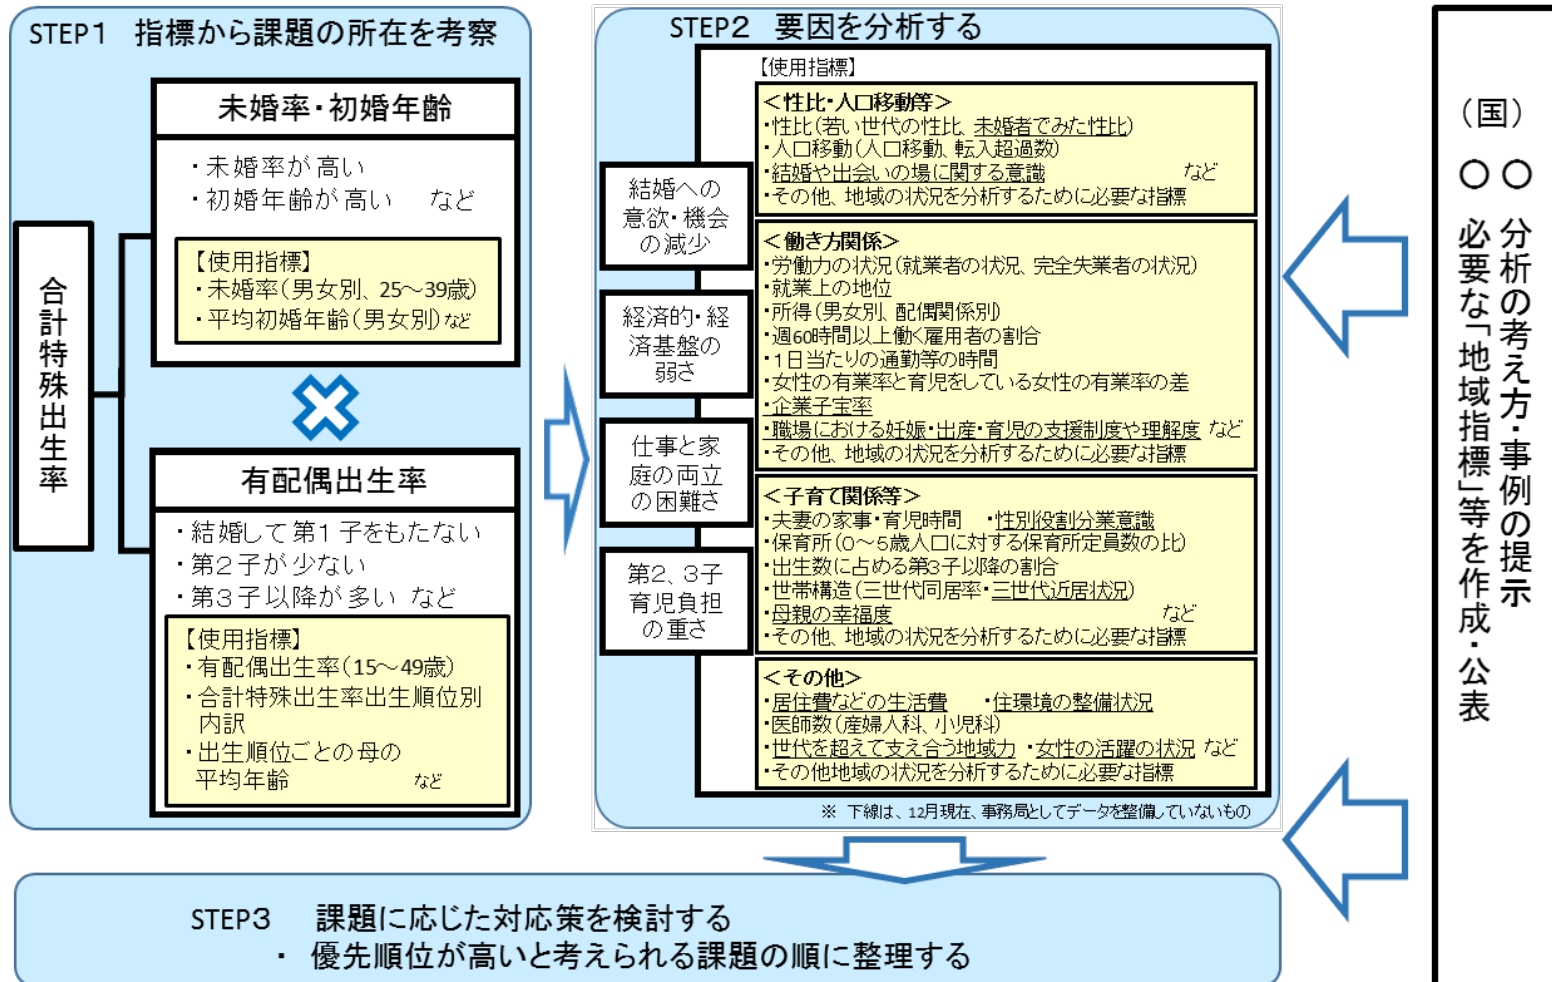 STEP1 指標から課題の所在を考察
合計特殊出生率
未婚率・初婚年齢
・未婚率が高い
・初婚年齢が高い など
【使用指標】
・未婚率(男女別、25～39歳)
・平均初婚年齢(男女別)など
有配偶出生率
・結婚して第1子をもたない
・第2子が少ない
・第3子以降が多い など
【使用指標】
・有配偶出生率(15～49歳)
・合計特殊出生率出生順位別
内訳
・出生順位ごとの母の
平均年齢 など
STEP2 要因を分析する
結婚への
意欲・機会
の減少
経済的・経
済基盤の
弱さ
仕事と家
庭の両立
の困難さ
第2、3子
育児負担
の重さ
【使用指標】
＜性比・人口移動等＞
・性比(若い世代の性比、未婚者でみた性比)
・人口移動(人口移動、転入超過数)
・結婚や出会いの場に関する意識 など
・その他、地域の状況を分析するために必要な指標
＜働き方関係＞
・労働力の状況(就業者の状況、完全失業者の状況)
・就業上の地位
・所得(男女別、配偶関係別)
・週60時間以上働く雇用者の割合
・1日当たりの通勤等の時間
・女性の有業率と育児をしている女性の有業率の差
・企業子宝率
・職場における妊娠・出産・育児の支援制度や理解度 など
・その他、地域の状況を分析するために必要な指標
＜子育て関係等＞
・夫妻の家事・育児時間 ・性別役割分業意識
・保育所(0～5歳人口に対する保育所定員数の比)
・出生数に占める第3子以降の割合
・世帯構造(三世代同居率・三世代近居状況)
・母親の幸福度 など
・その他、地域の状況を分析するために必要な指標
＜その他＞
・居住費などの生活費 ・住環境の整備状況
・医師数(産婦人科、小児科)
・世代を超えて支え合う地域力 ・女性の活躍の状況 など
・その他地域の状況を分析するために必要な指標
※ 下線は、12月現在、事務局としてデータを整備していないもの
(国)
○ 分析の考え方・事例の提示
○ 必要な「地域指標」等を作成・公表
STEP3 課題に応じた対応策を検討する
・ 優先順位が高いと考えられる課題の順に整理する